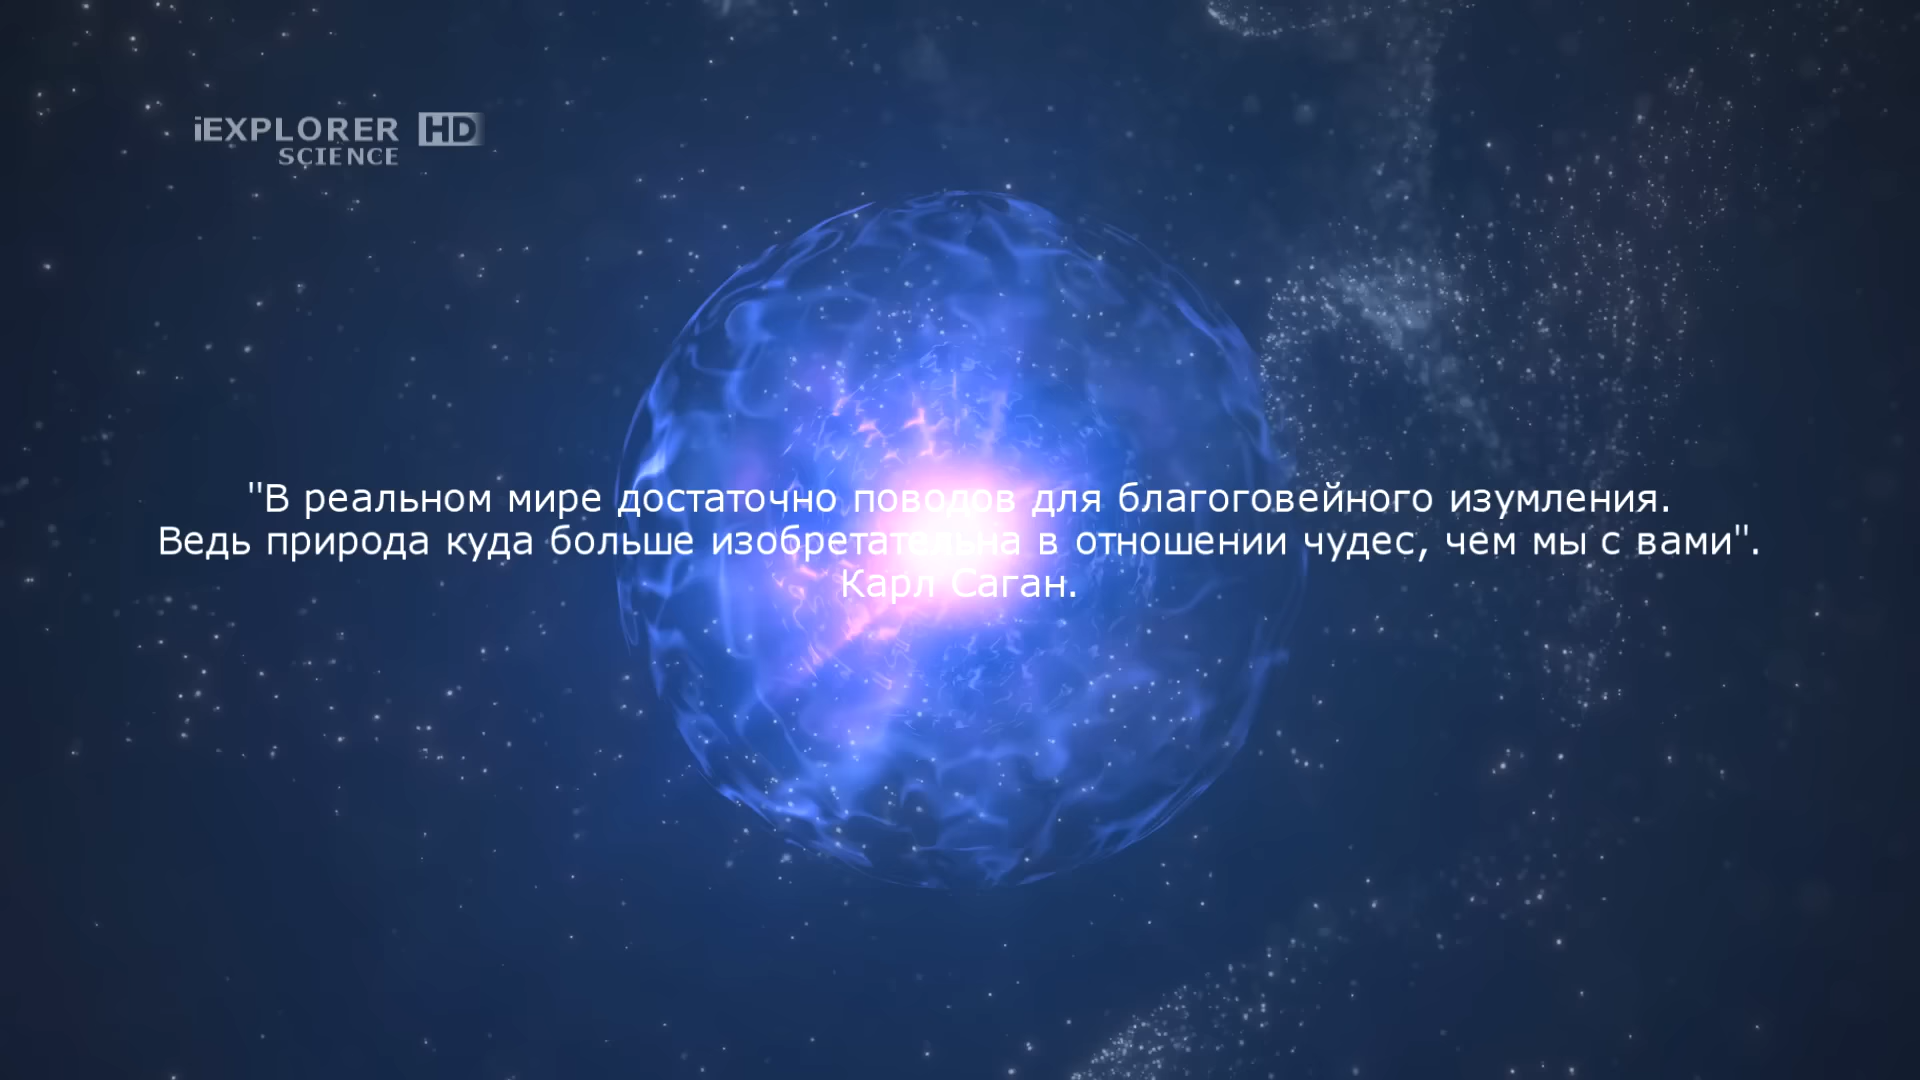 iEXPLORER HD
SCIENCE
"В реальном мире достаточно поводов для благоговейного изумления.
Ведь природа куда больше изобретательна в отношении чудес, чем мы с вами".
Карл Саган.